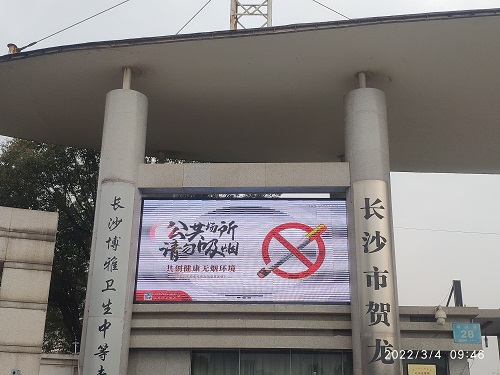 长沙博雅卫生中等专
公共场所
请勿吸烟
共创健康无烟环境
长沙市贺龙
26
2022/3/4 09:46